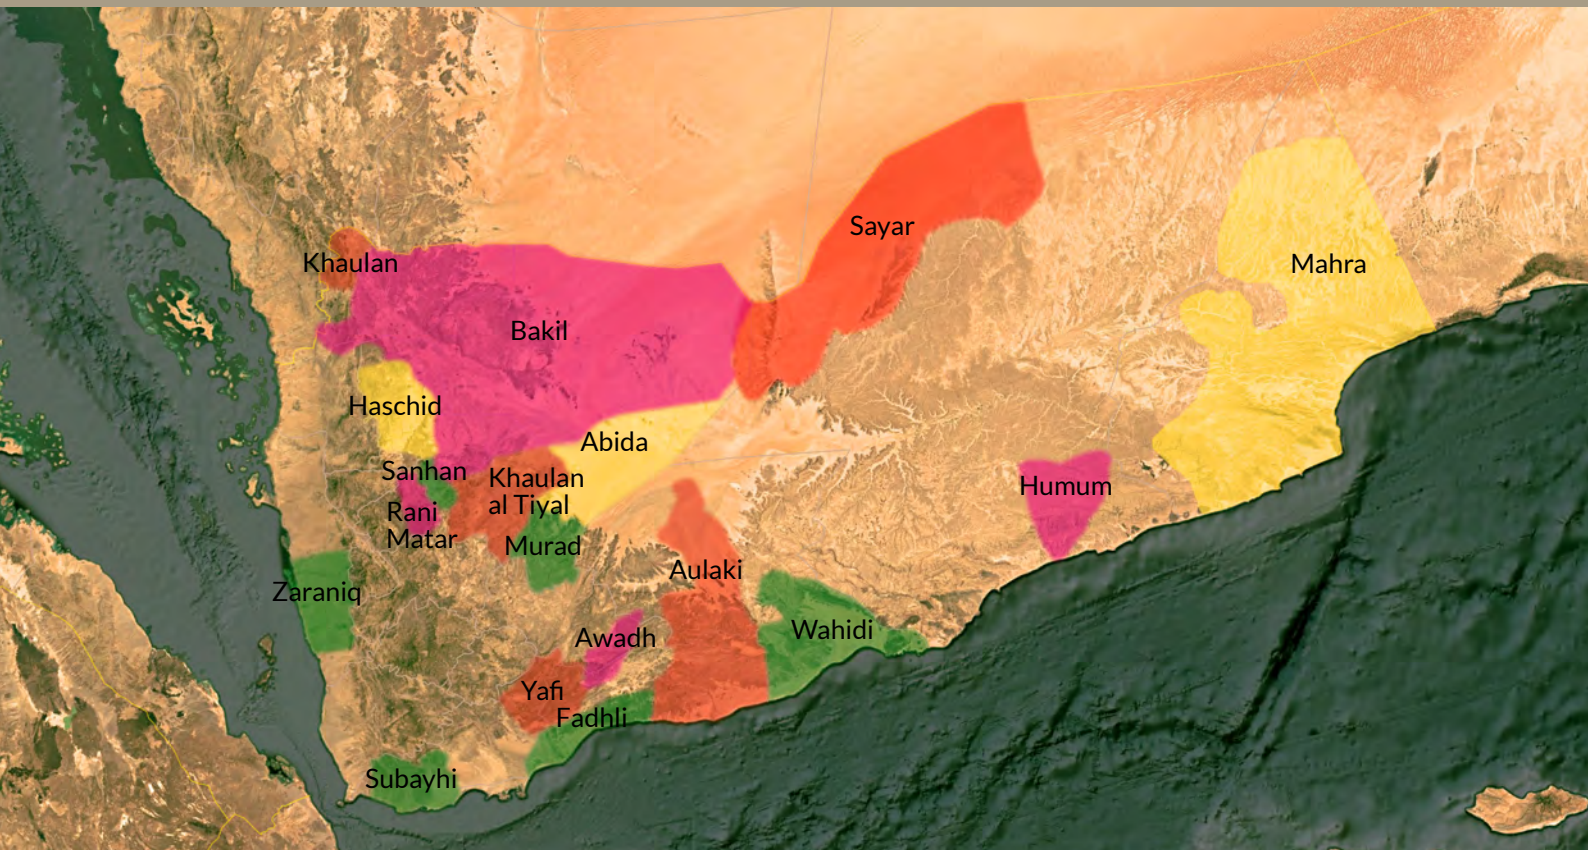 Sayar
Khaulan
Mahra
Bakil
Haschid
Abida
Sanhan
Khaulan
al Tiyal
Humum
Rani
Matar
Murad
Aulaki
Zaraniq
Awadh
Wahidi
Yafi
Fadhli
Subayhi